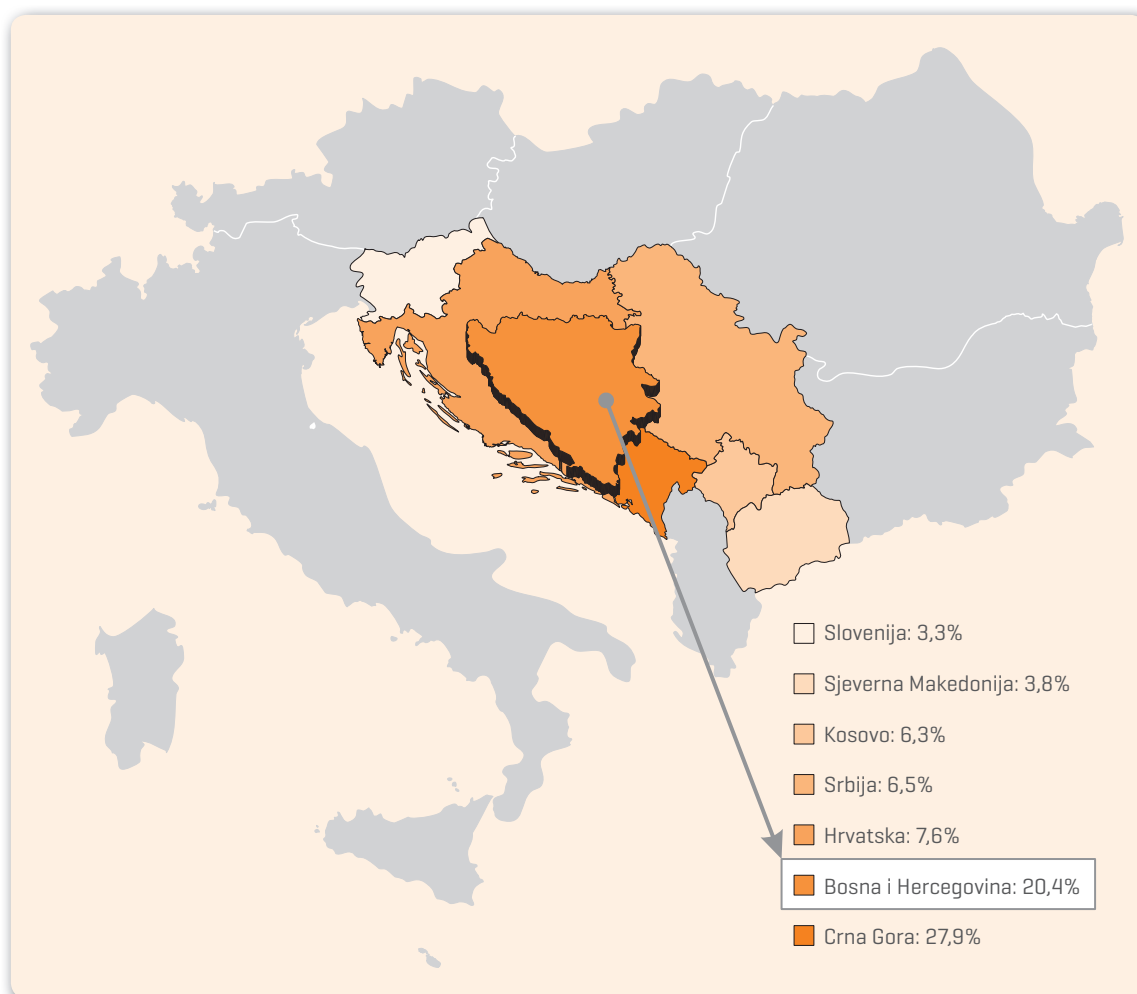 Slovenija: 3,3%
Sjeverna Makedonija: 3,8%
Kosovo: 6,3%
Srbija: 6,5%
Hrvatska: 7,6%
Bosna i Hercegovina: 20,4%
Crna Gora: 27,9%